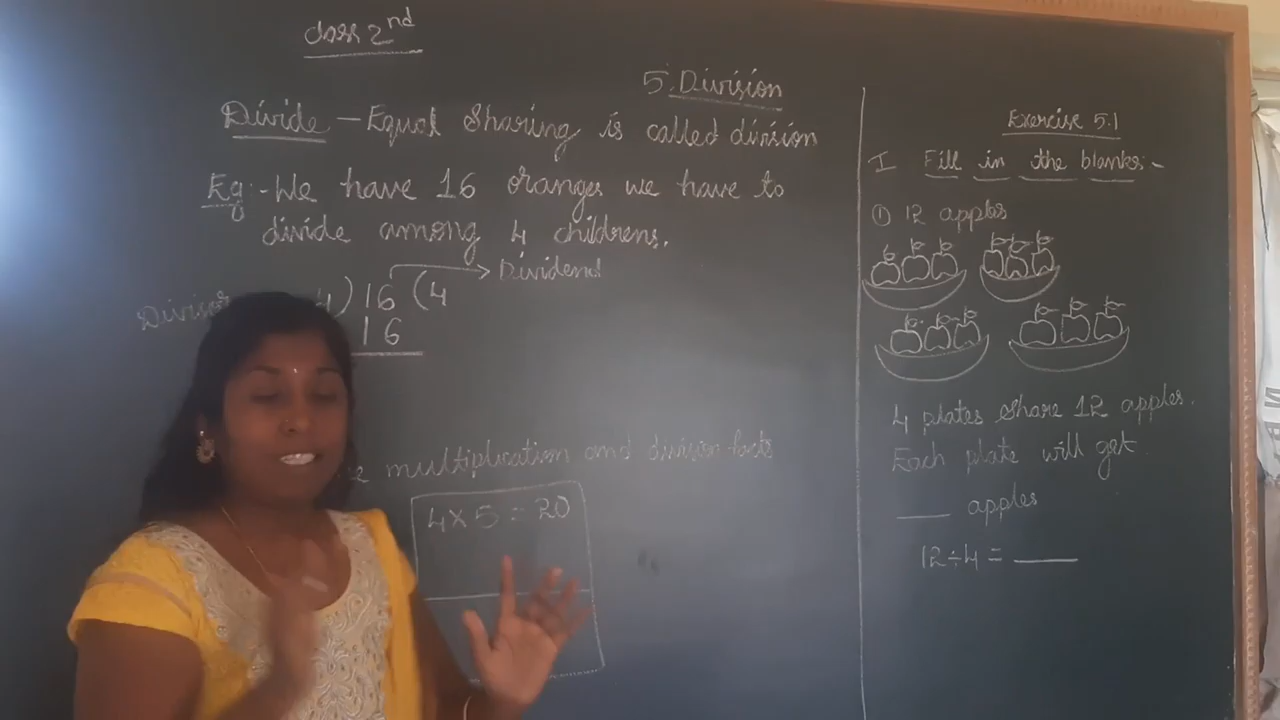 Class 2nd
5. Division
Divide - Equal Sharing is called division
Eg:- We have 16 oranges we have to
divide among 4 childrens.
Dividend
4) 16 (4
16
multiplication and division facts
4 x 5 = 20
Exercise 5.1
I Fill in the blanks:-
① 12 apples
4 plates share 12 apples.
Each plate will get
___ apples
12 ÷ 4 = ___